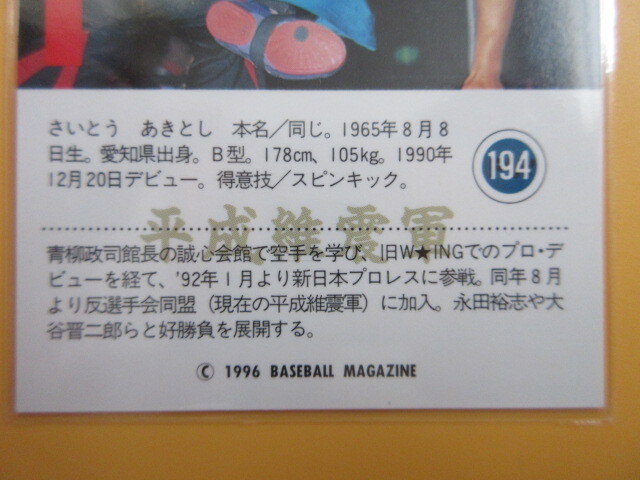 さいとう　あきとし　本名／同じ。1965年8月8
日生。愛知県出身。B型。178cm、105kg。1990年
12月20日デビュー。得意技／スピンキック。
194
平成維震軍
青柳政司館長の誠心会館で空手を学び、旧W★INGでのプロ・デ
ビューを経て、'92年1月より新日本プロレスに参戦。同年8月
より反選手会同盟（現在の平成維震軍）に加入。永田裕志や大
谷晋二郎らと好勝負を展開する。
© 1996 BASEBALL MAGAZINE